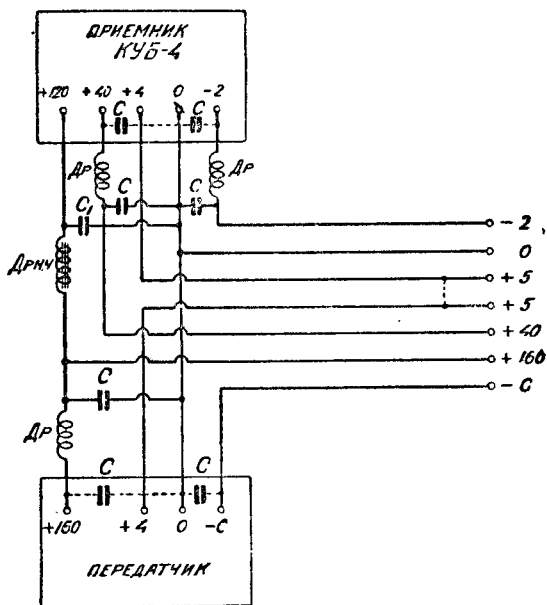 ПРИЕМНИК
КУБ-4
+120 +40 +4 0 -2
С С
Др Др
С С
С₁
Дрнч
- 2
0
+ 5
+ 5
+ 40
+ 160
- С
С
Др
С С
+160 +4 0 -С
ПЕРЕДАТЧИК